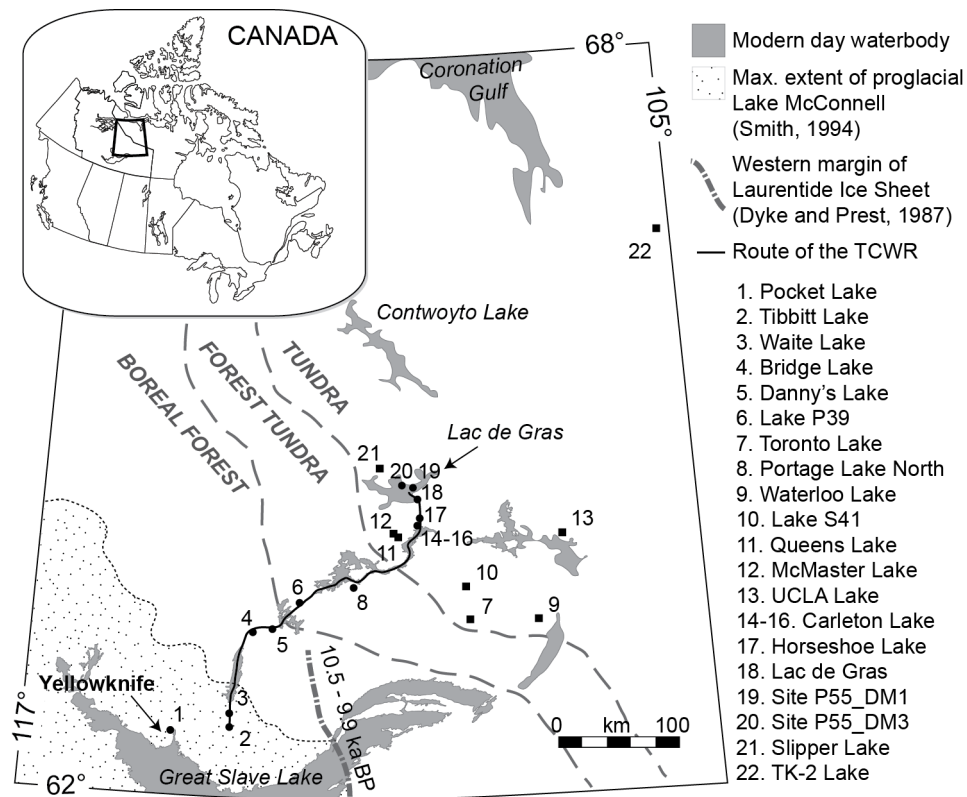 CANADA
68°
105°
Coronation
Gulf
22
Contwoyto Lake
BOREAL FOREST
FOREST TUNDRA
TUNDRA
Lac de Gras
21
20
19
18
17
14-16
12
11
13
10
6
8
7
9
4
5
10.5 - 9.9 ka BP
Yellowknife
3
1
2
0 km 100
117°
Great Slave Lake
62°
Modern day waterbody
Max. extent of proglacial
Lake McConnell
(Smith, 1994)
Western margin of
Laurentide Ice Sheet
(Dyke and Prest, 1987)
Route of the TCWR
1. Pocket Lake
2. Tibbitt Lake
3. Waite Lake
4. Bridge Lake
5. Danny's Lake
6. Lake P39
7. Toronto Lake
8. Portage Lake North
9. Waterloo Lake
10. Lake S41
11. Queens Lake
12. McMaster Lake
13. UCLA Lake
14-16. Carleton Lake
17. Horseshoe Lake
18. Lac de Gras
19. Site P55_DM1
20. Site P55_DM3
21. Slipper Lake
22. TK-2 Lake